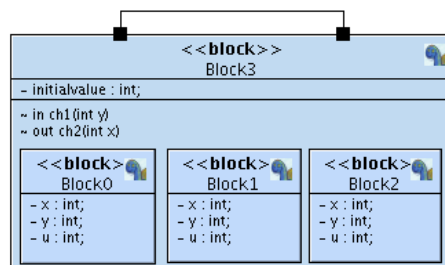 <<block>>
Block3
- initialvalue : int;
~ in ch1(int y)
~ out ch2(int x)
<<block>> <<block>> <<block>>
Block0 Block1 Block2
- x : int; - x : int; - x : int;
- y : int; - y : int; - y : int;
- u : int; - u : int; - u : int;